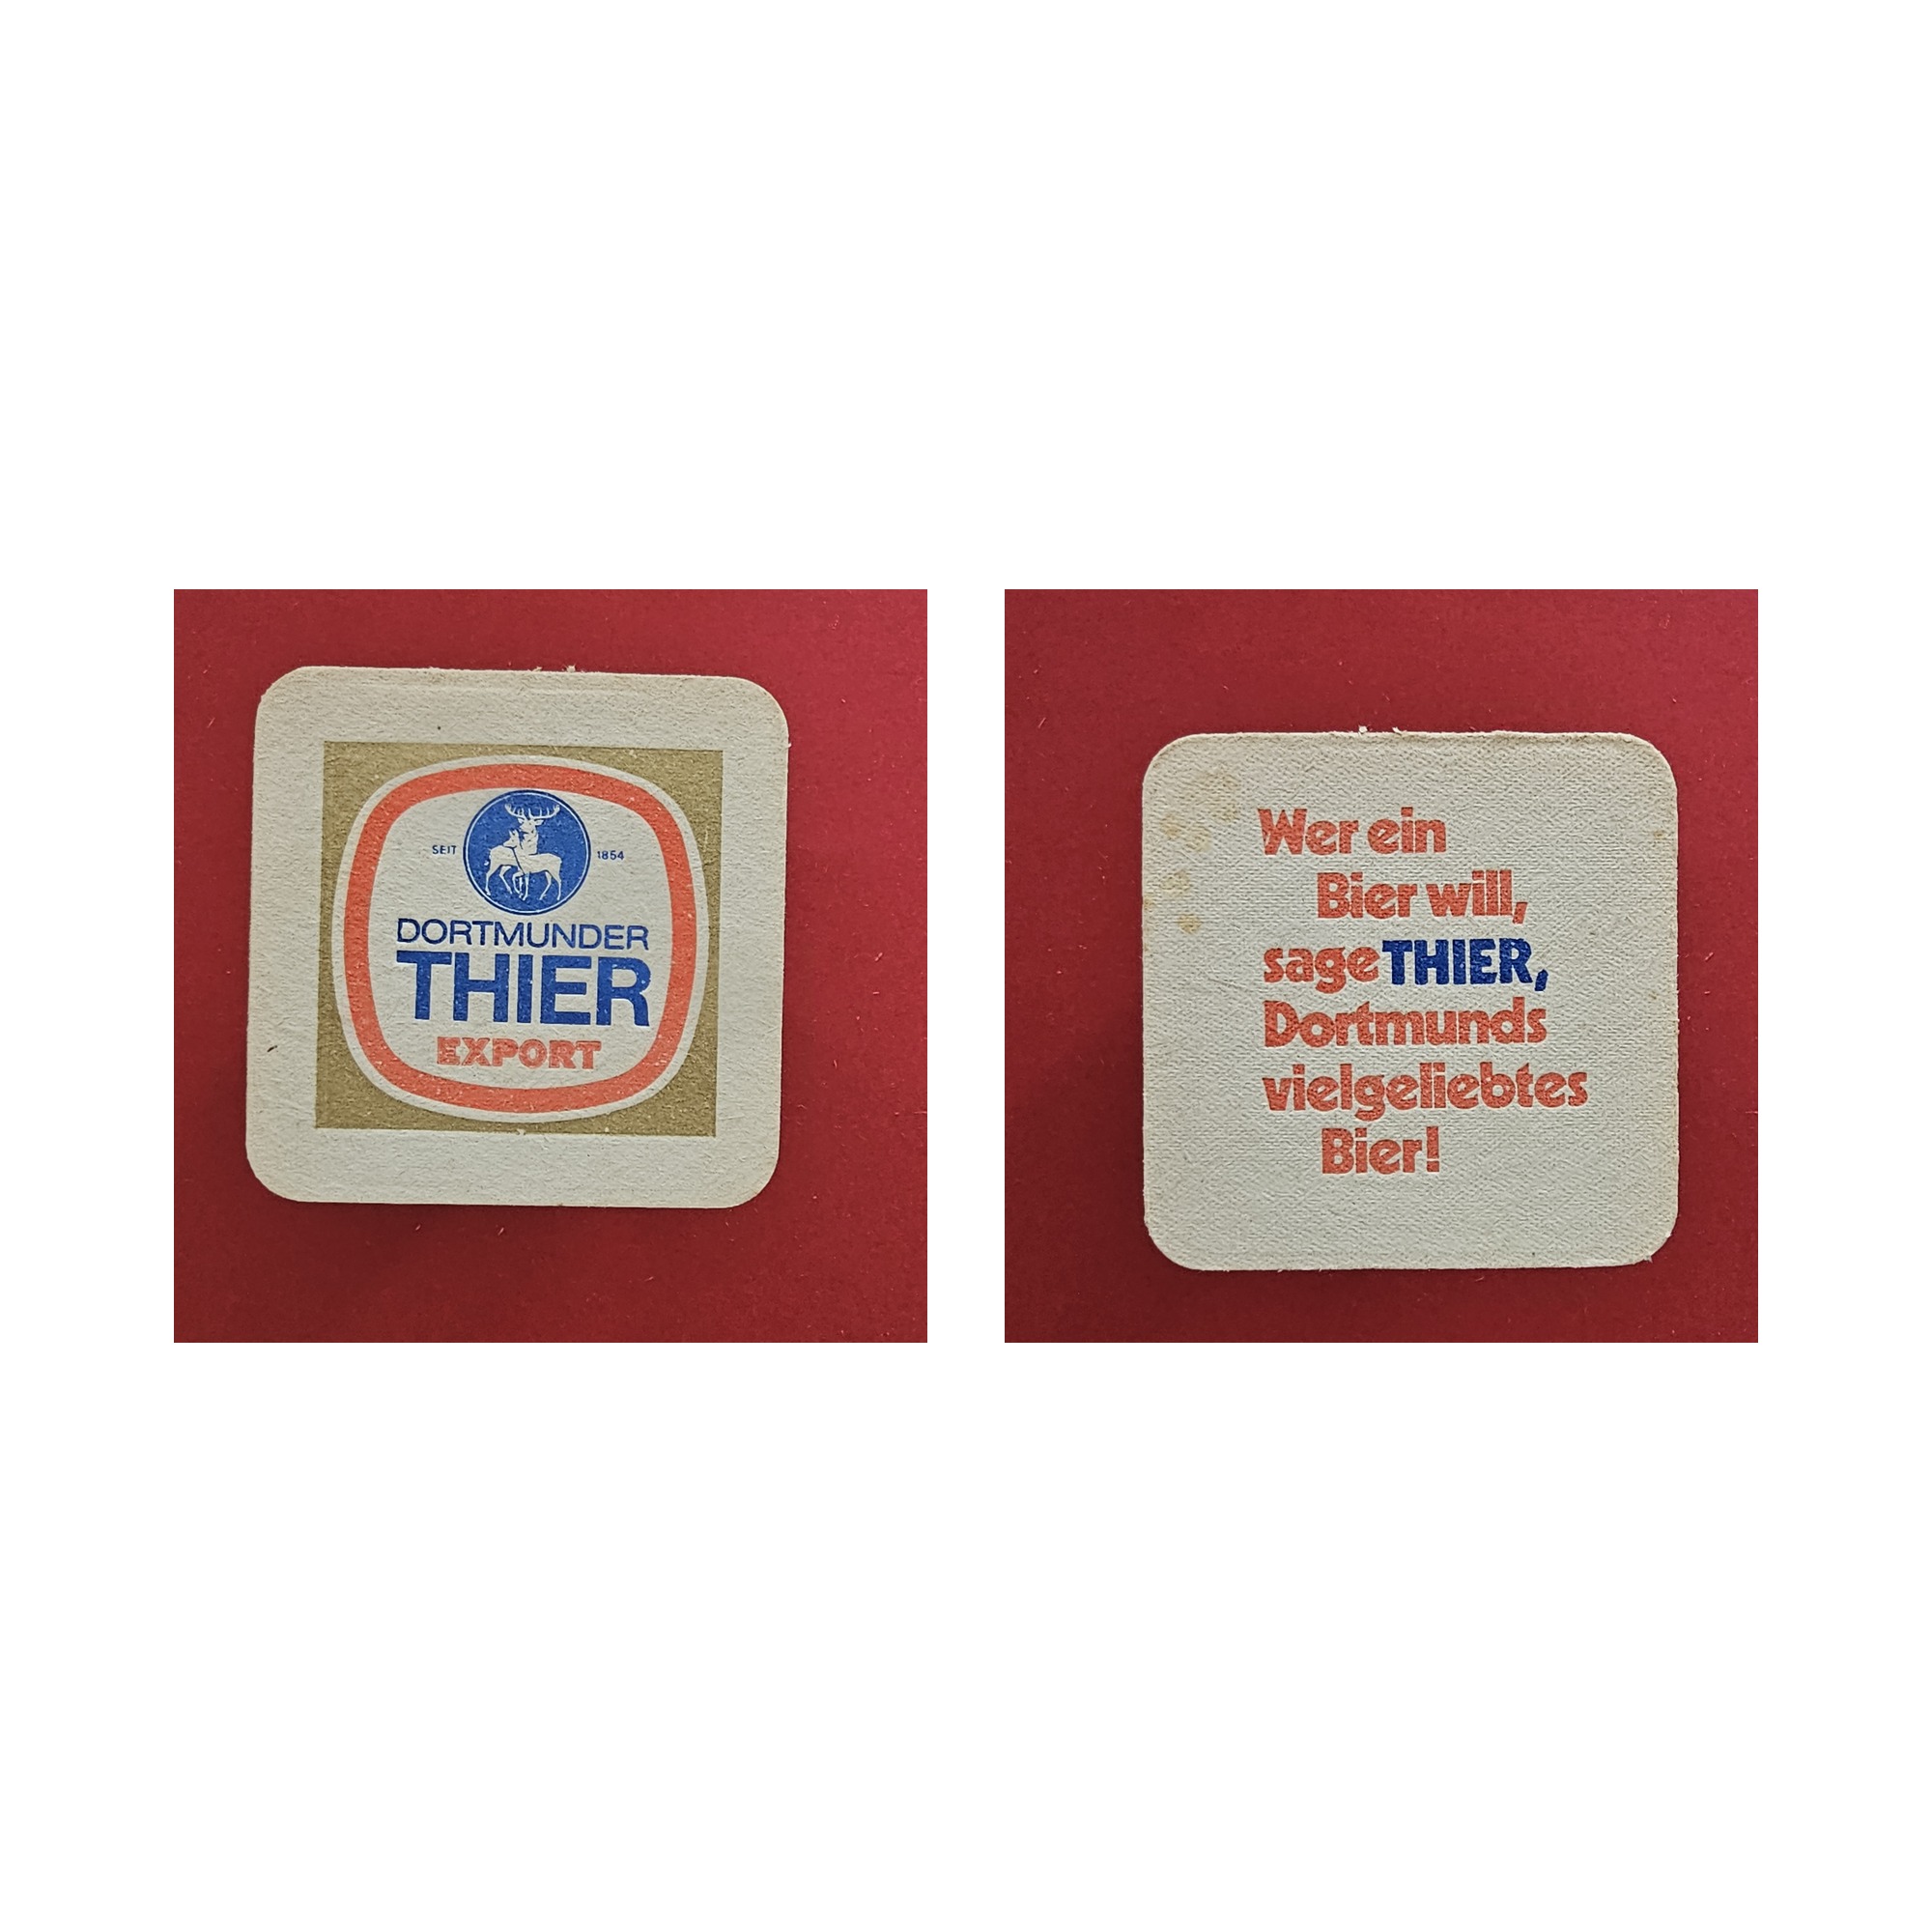 SEIT 1854
DORTMUNDER
THIER
EXPORT
Wer ein
Bier will,
sage THIER,
Dortmunds
vielgeliebtes
Bier!